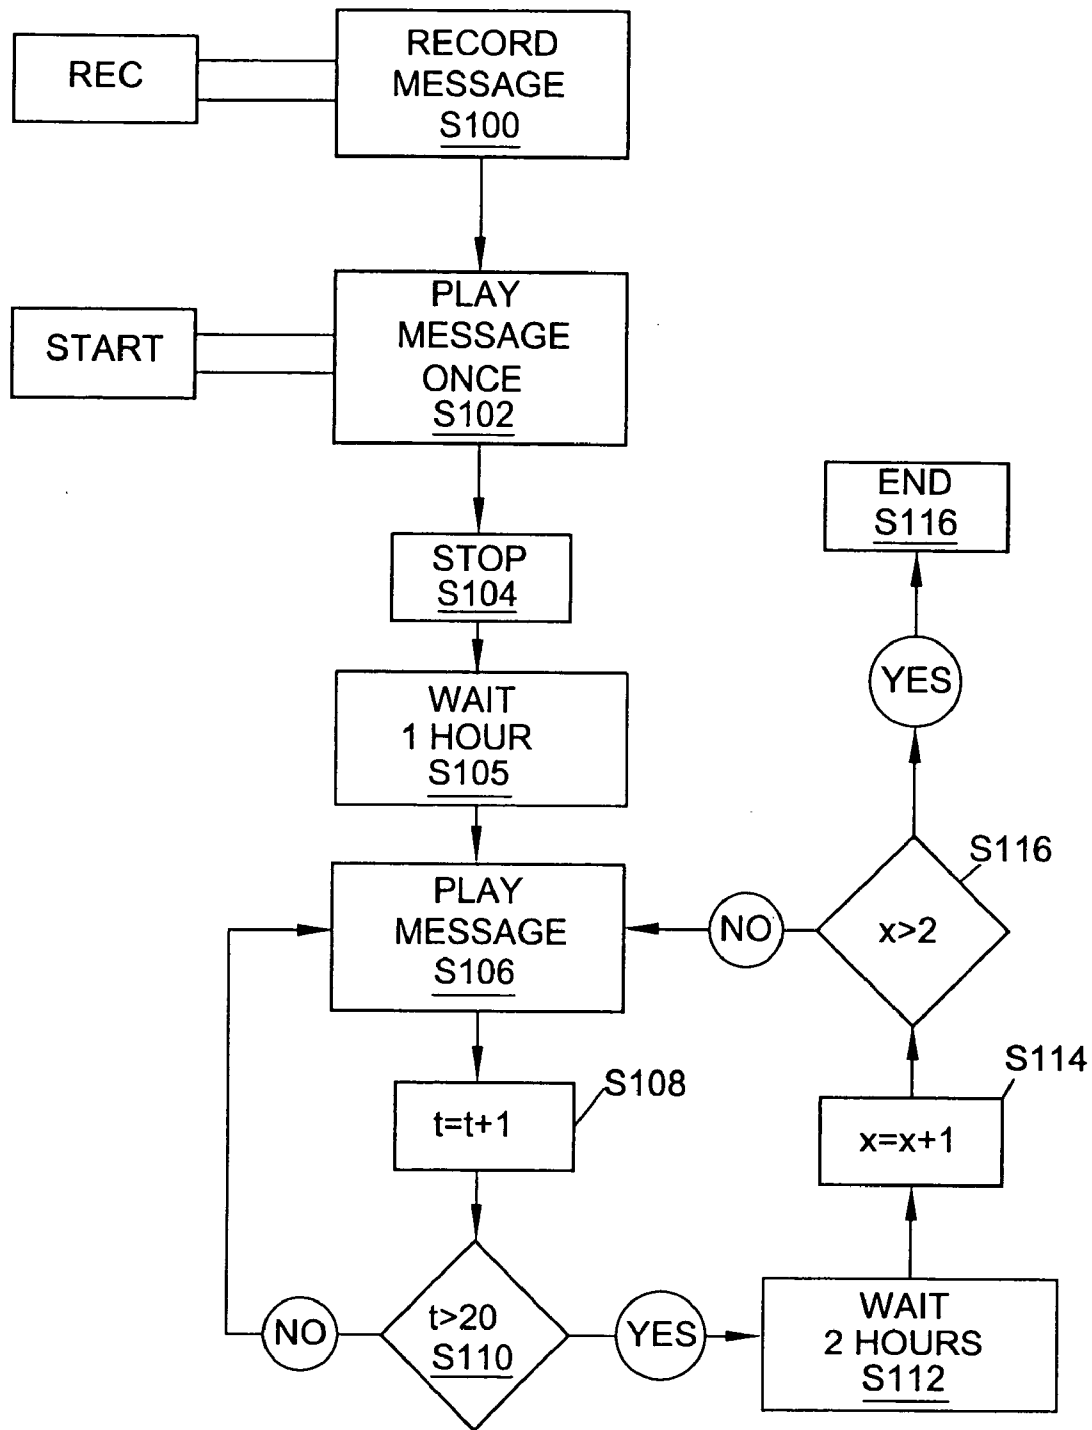 REC
RECORD
MESSAGE
S100
START
PLAY
MESSAGE
ONCE
S102
STOP
S104
WAIT
1 HOUR
S105
PLAY
MESSAGE
S106
t=t+1
S108
t>20
S110
NO
YES
WAIT
2 HOURS
S112
x=x+1
S114
x>2
S116
NO
YES
END
S116